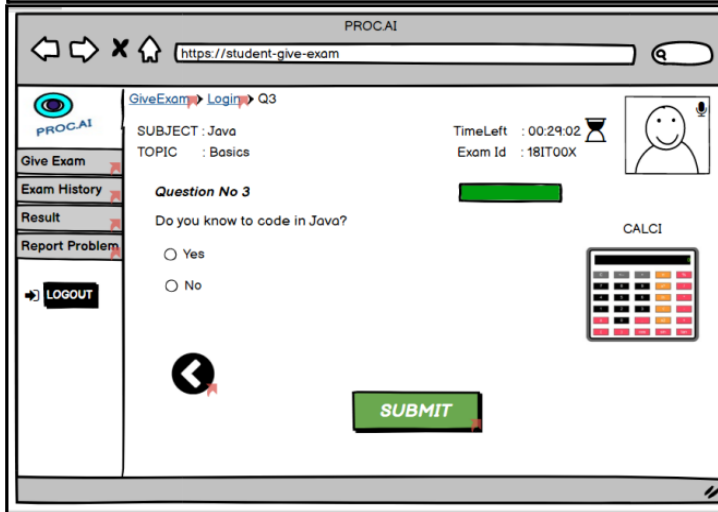 PROC.AI
https://student-give-exam
GiveExam Login Q3
PROC.AI
SUBJECT : Java
TimeLeft : 00:29:02
TOPIC : Basics
Exam Id : 18IT00X
Give Exam
Exam History
Result
Report Problem
LOGOUT
Question No 3
Do you know to code in Java?
Yes
No
CALCI
SUBMIT